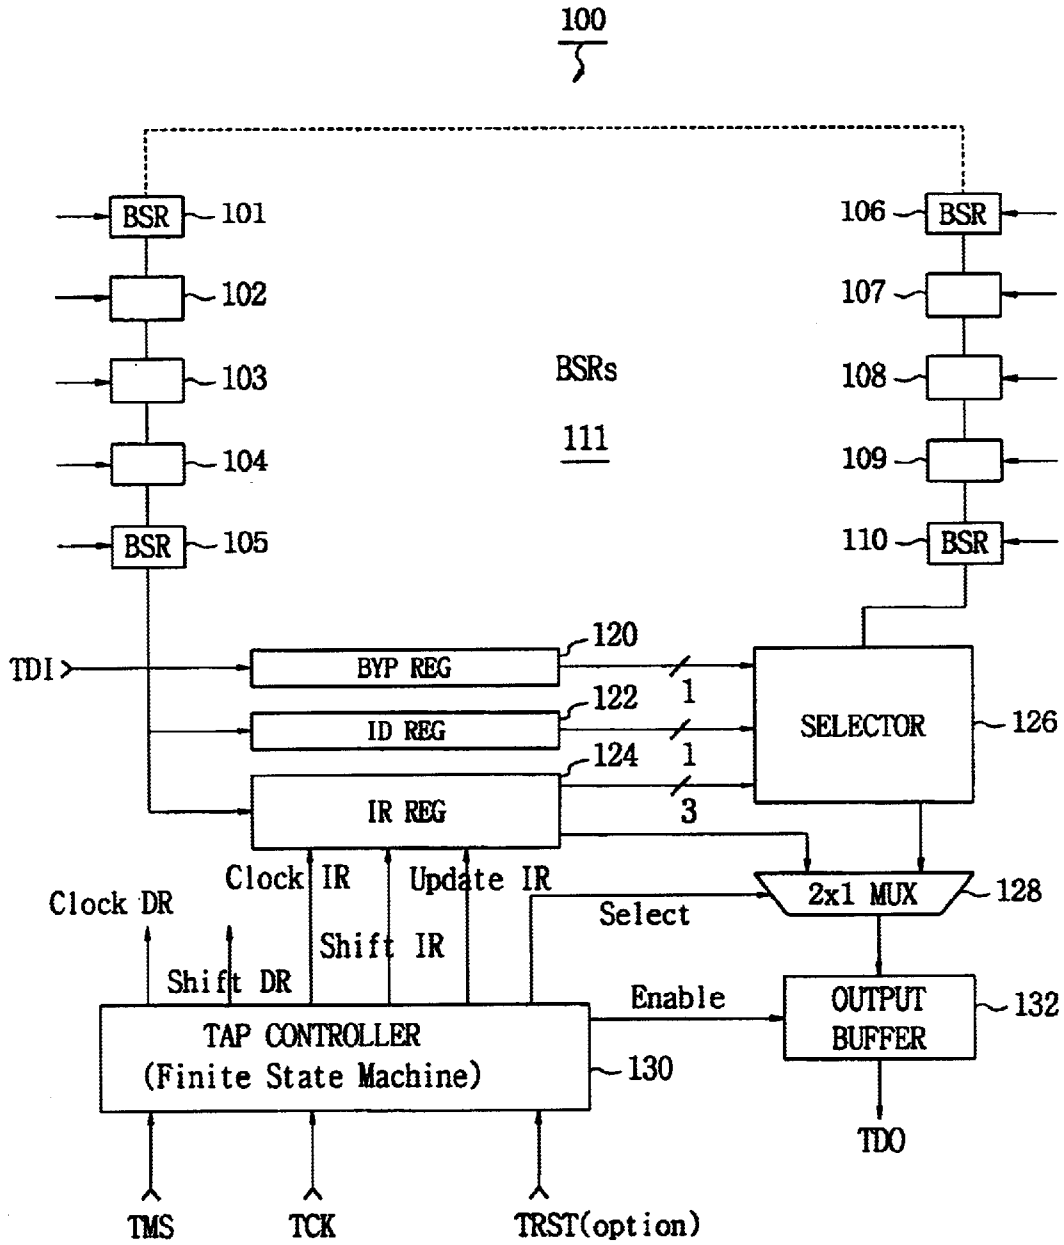 100
BSR 101
106 BSR
102
107
103
BSRs
108
104
111
109
BSR 105
110 BSR
120
TDI BYP REG 1
122
ID REG 1
SELECTOR 126
124
IR REG 3
Clock IR Update IR
Clock DR
2x1 MUX 128
Select
Shift IR
Shift DR
Enable
OUTPUT
BUFFER
132
TAP CONTROLLER
(Finite State Machine)
130
TDO
TMS TCK TRST(option)